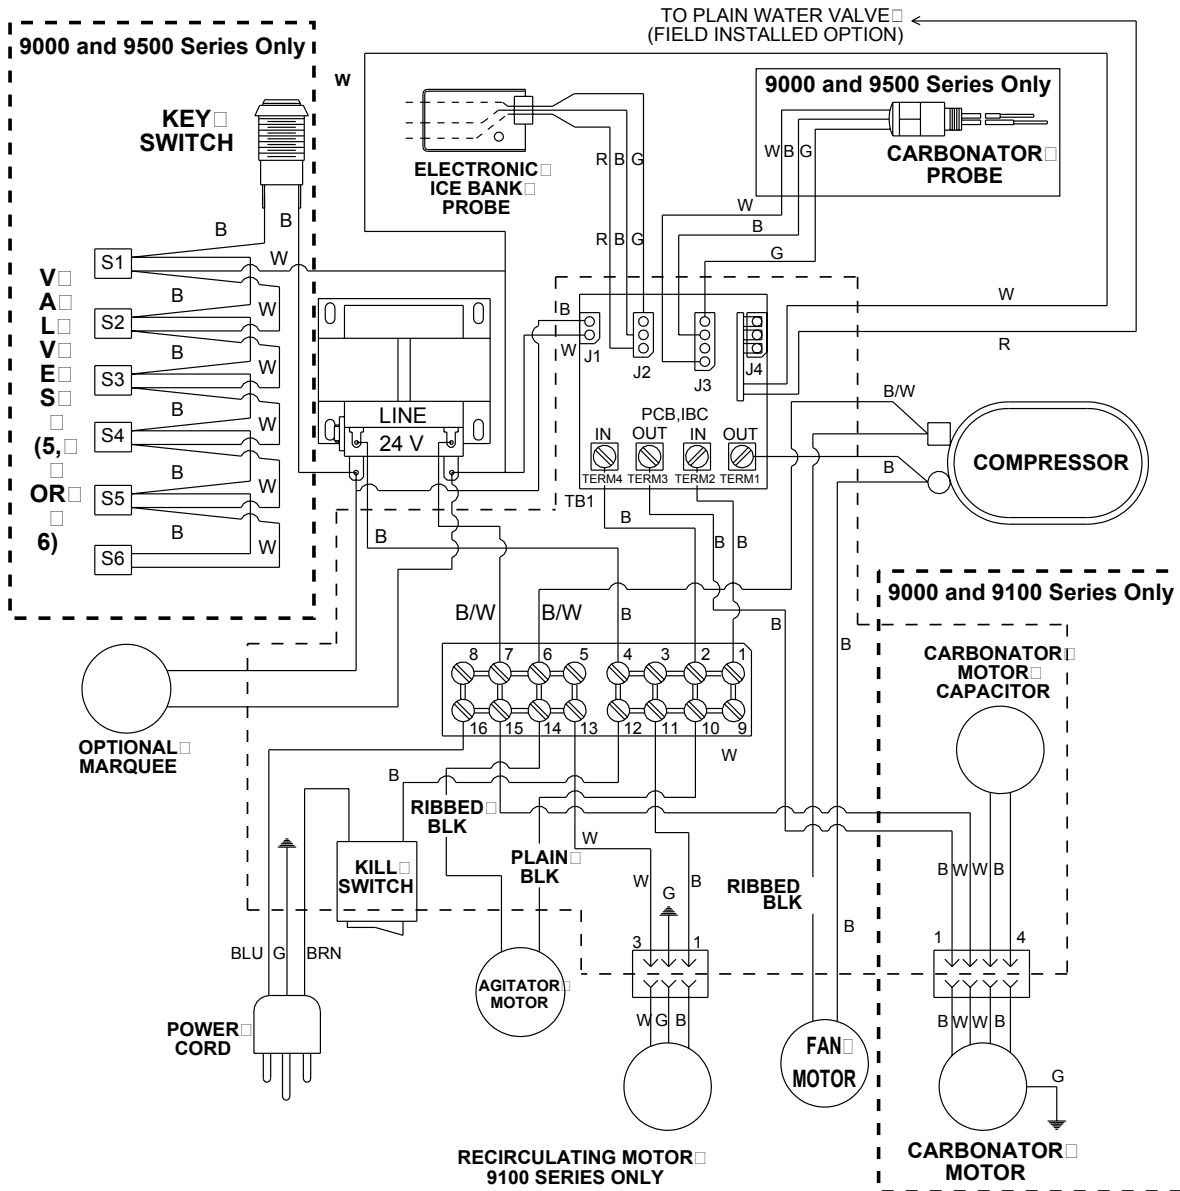 TO PLAIN WATER VALVE
(FIELD INSTALLED OPTION)
9000 and 9500 Series Only
W
9000 and 9500 Series Only
KEY
SWITCH
ELECTRONIC
ICE BANK
PROBE
R B G
W B G
CARBONATOR
PROBE
W
B
G
R B G
B
B
W
S1
S2
S3
S4
S5
S6
B
W
B
W
B
W
B
W
B
W
VALVES
(5,
OR
6)
LINE
24 V
B
W
J1
J2
J3
J4
W
R
PCB,IBC
IN
OUT
IN
OUT
TERM4
TERM3
TERM2
TERM1
TB1
B/W
B
COMPRESSOR
B
B
B
B
B/W
B/W
B
B
B
9000 and 9100 Series Only
8 7 6 5 4 3 2 1
16 15 14 13 12 11 10 9
W
OPTIONAL
MARQUEE
CARBONATOR
MOTOR
CAPACITOR
B
RIBBED
BLK
PLAIN
BLK
W
KILL
SWITCH
W
G
B
RIBBED
BLK
B W W B
3
1
1
4
BLU G BRN
B
POWER
CORD
AGITATOR
MOTOR
W G B
FAN
MOTOR
B W W B
G
RECIRCULATING MOTOR
9100 SERIES ONLY
CARBONATOR
MOTOR